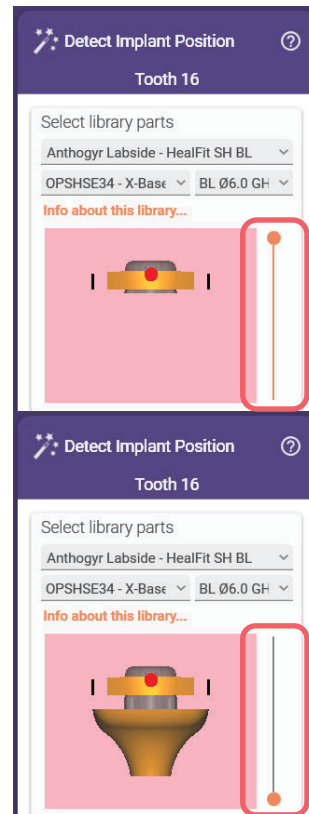 Detect Implant Position
Tooth 16
Select library parts
Anthogyr Labside - HealFit SH BL
OPSHSE34 - X-Base BL Ø6.0 GH
Info about this library...
Detect Implant Position
Tooth 16
Select library parts
Anthogyr Labside - HealFit SH BL
OPSHSE34 - X-Base BL Ø6.0 GH
Info about this library...